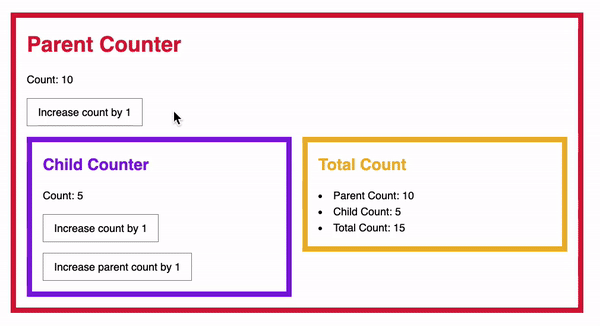 Parent Counter
Count: 10
Increase count by 1
Child Counter
Count: 5
Increase count by 1
Increase parent count by 1
Total Count
Parent Count: 10
Child Count: 5
Total Count: 15